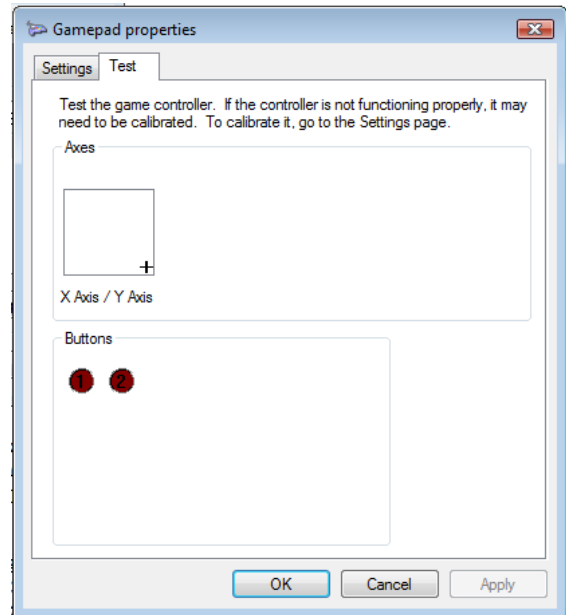 Gamepad properties
Settings Test
Test the game controller. If the controller is not functioning properly, it may
need to be calibrated. To calibrate it, go to the Settings page.
Axes
X Axis / Y Axis
Buttons
1 2
OK Cancel Apply